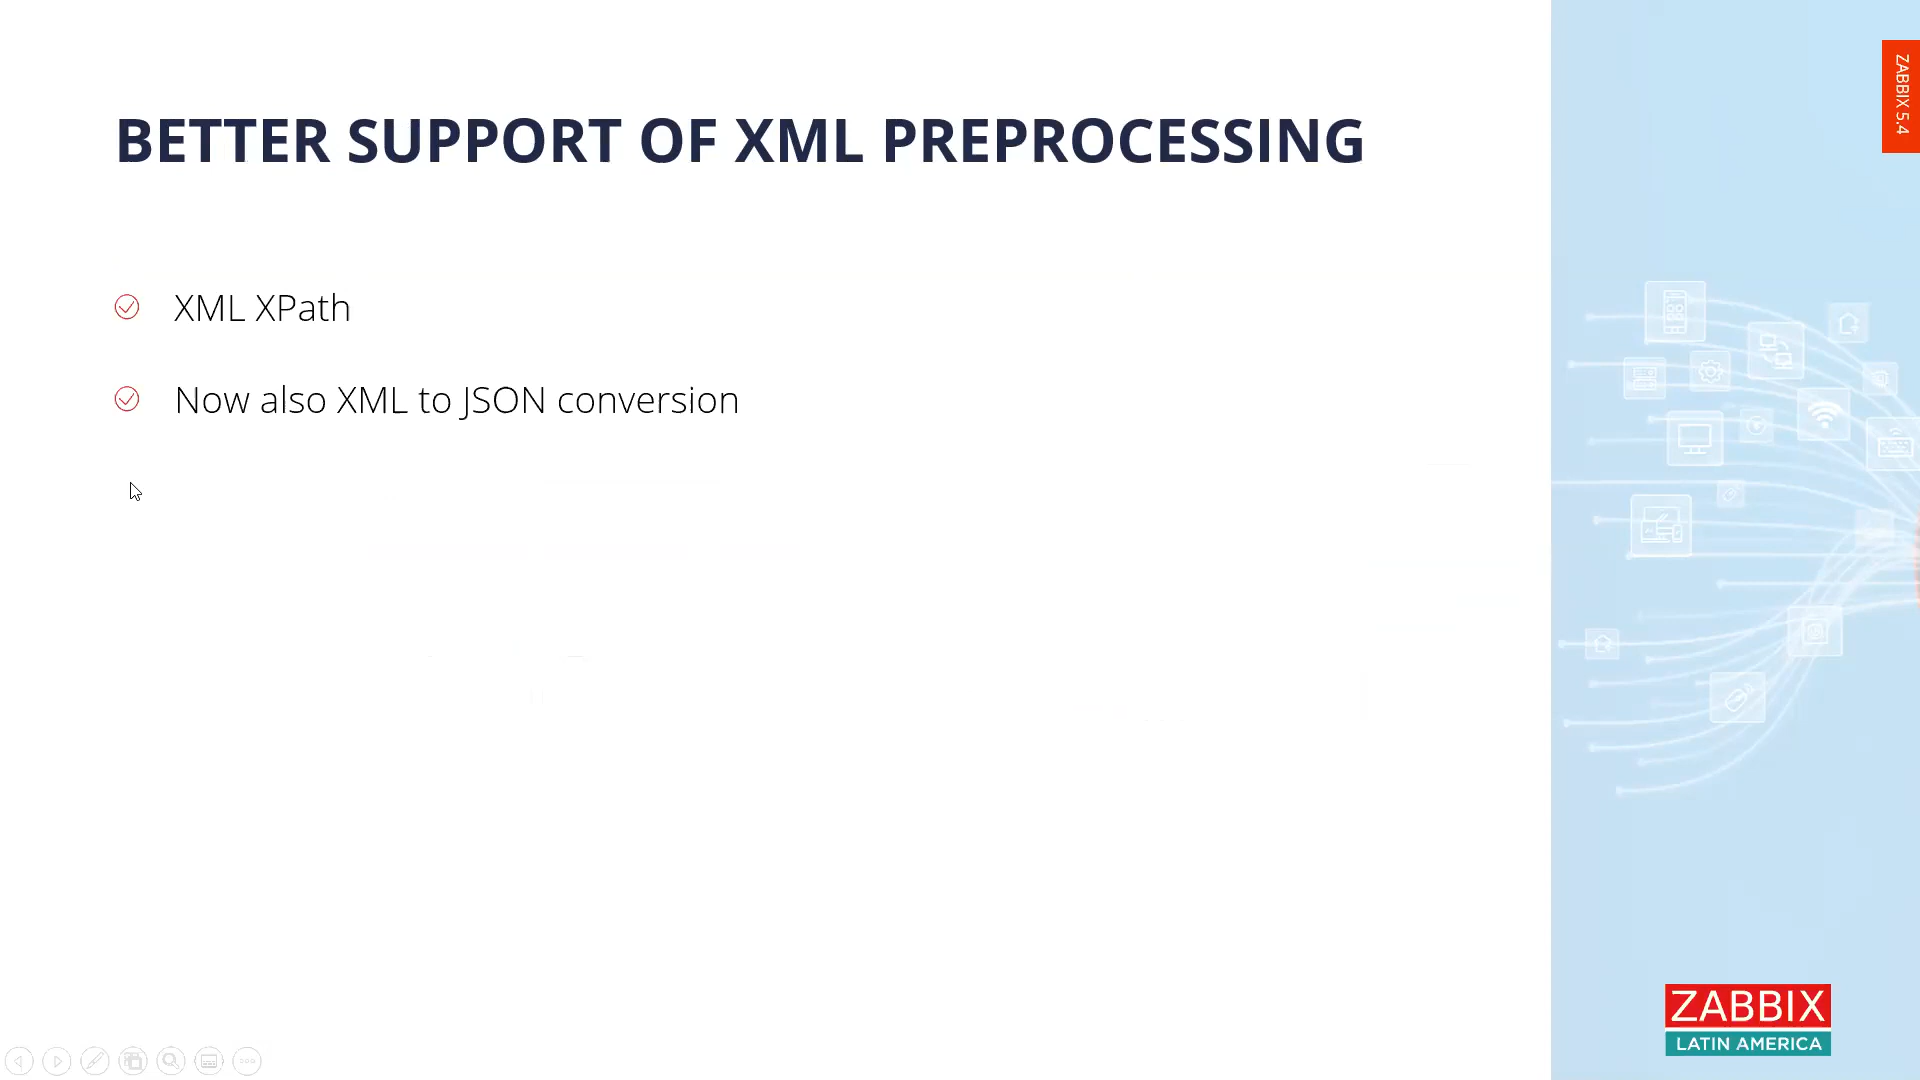 BETTER SUPPORT OF XML PREPROCESSING
XML XPath
Now also XML to JSON conversion
ZABBIX 5.4
ZABBIX
LATIN AMERICA